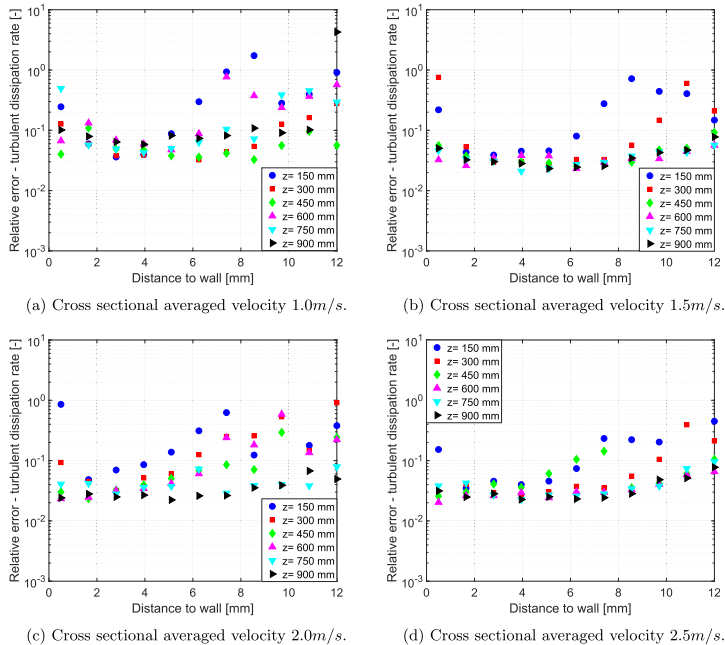 Relative error - turbulent dissipation rate [-]
10^1
10^0
10^-1
10^-2
10^-3
z= 150 mm
z= 300 mm
z= 450 mm
z= 600 mm
z= 750 mm
z= 900 mm
0 2 4 6 8 10 12
Distance to wall [mm]
(a) Cross sectional averaged velocity 1.0m/s.
Relative error - turbulent dissipation rate [-]
10^1
10^0
10^-1
10^-2
10^-3
z= 150 mm
z= 300 mm
z= 450 mm
z= 600 mm
z= 750 mm
z= 900 mm
0 2 4 6 8 10 12
Distance to wall [mm]
(b) Cross sectional averaged velocity 1.5m/s.
Relative error - turbulent dissipation rate [-]
10^1
10^0
10^-1
10^-2
10^-3
z= 150 mm
z= 300 mm
z= 450 mm
z= 600 mm
z= 750 mm
z= 900 mm
0 2 4 6 8 10 12
Distance to wall [mm]
(c) Cross sectional averaged velocity 2.0m/s.
Relative error - turbulent dissipation rate [-]
10^1
10^0
10^-1
10^-2
10^-3
z= 150 mm
z= 300 mm
z= 450 mm
z= 600 mm
z= 750 mm
z= 900 mm
0 2 4 6 8 10 12
Distance to wall [mm]
(d) Cross sectional averaged velocity 2.5m/s.